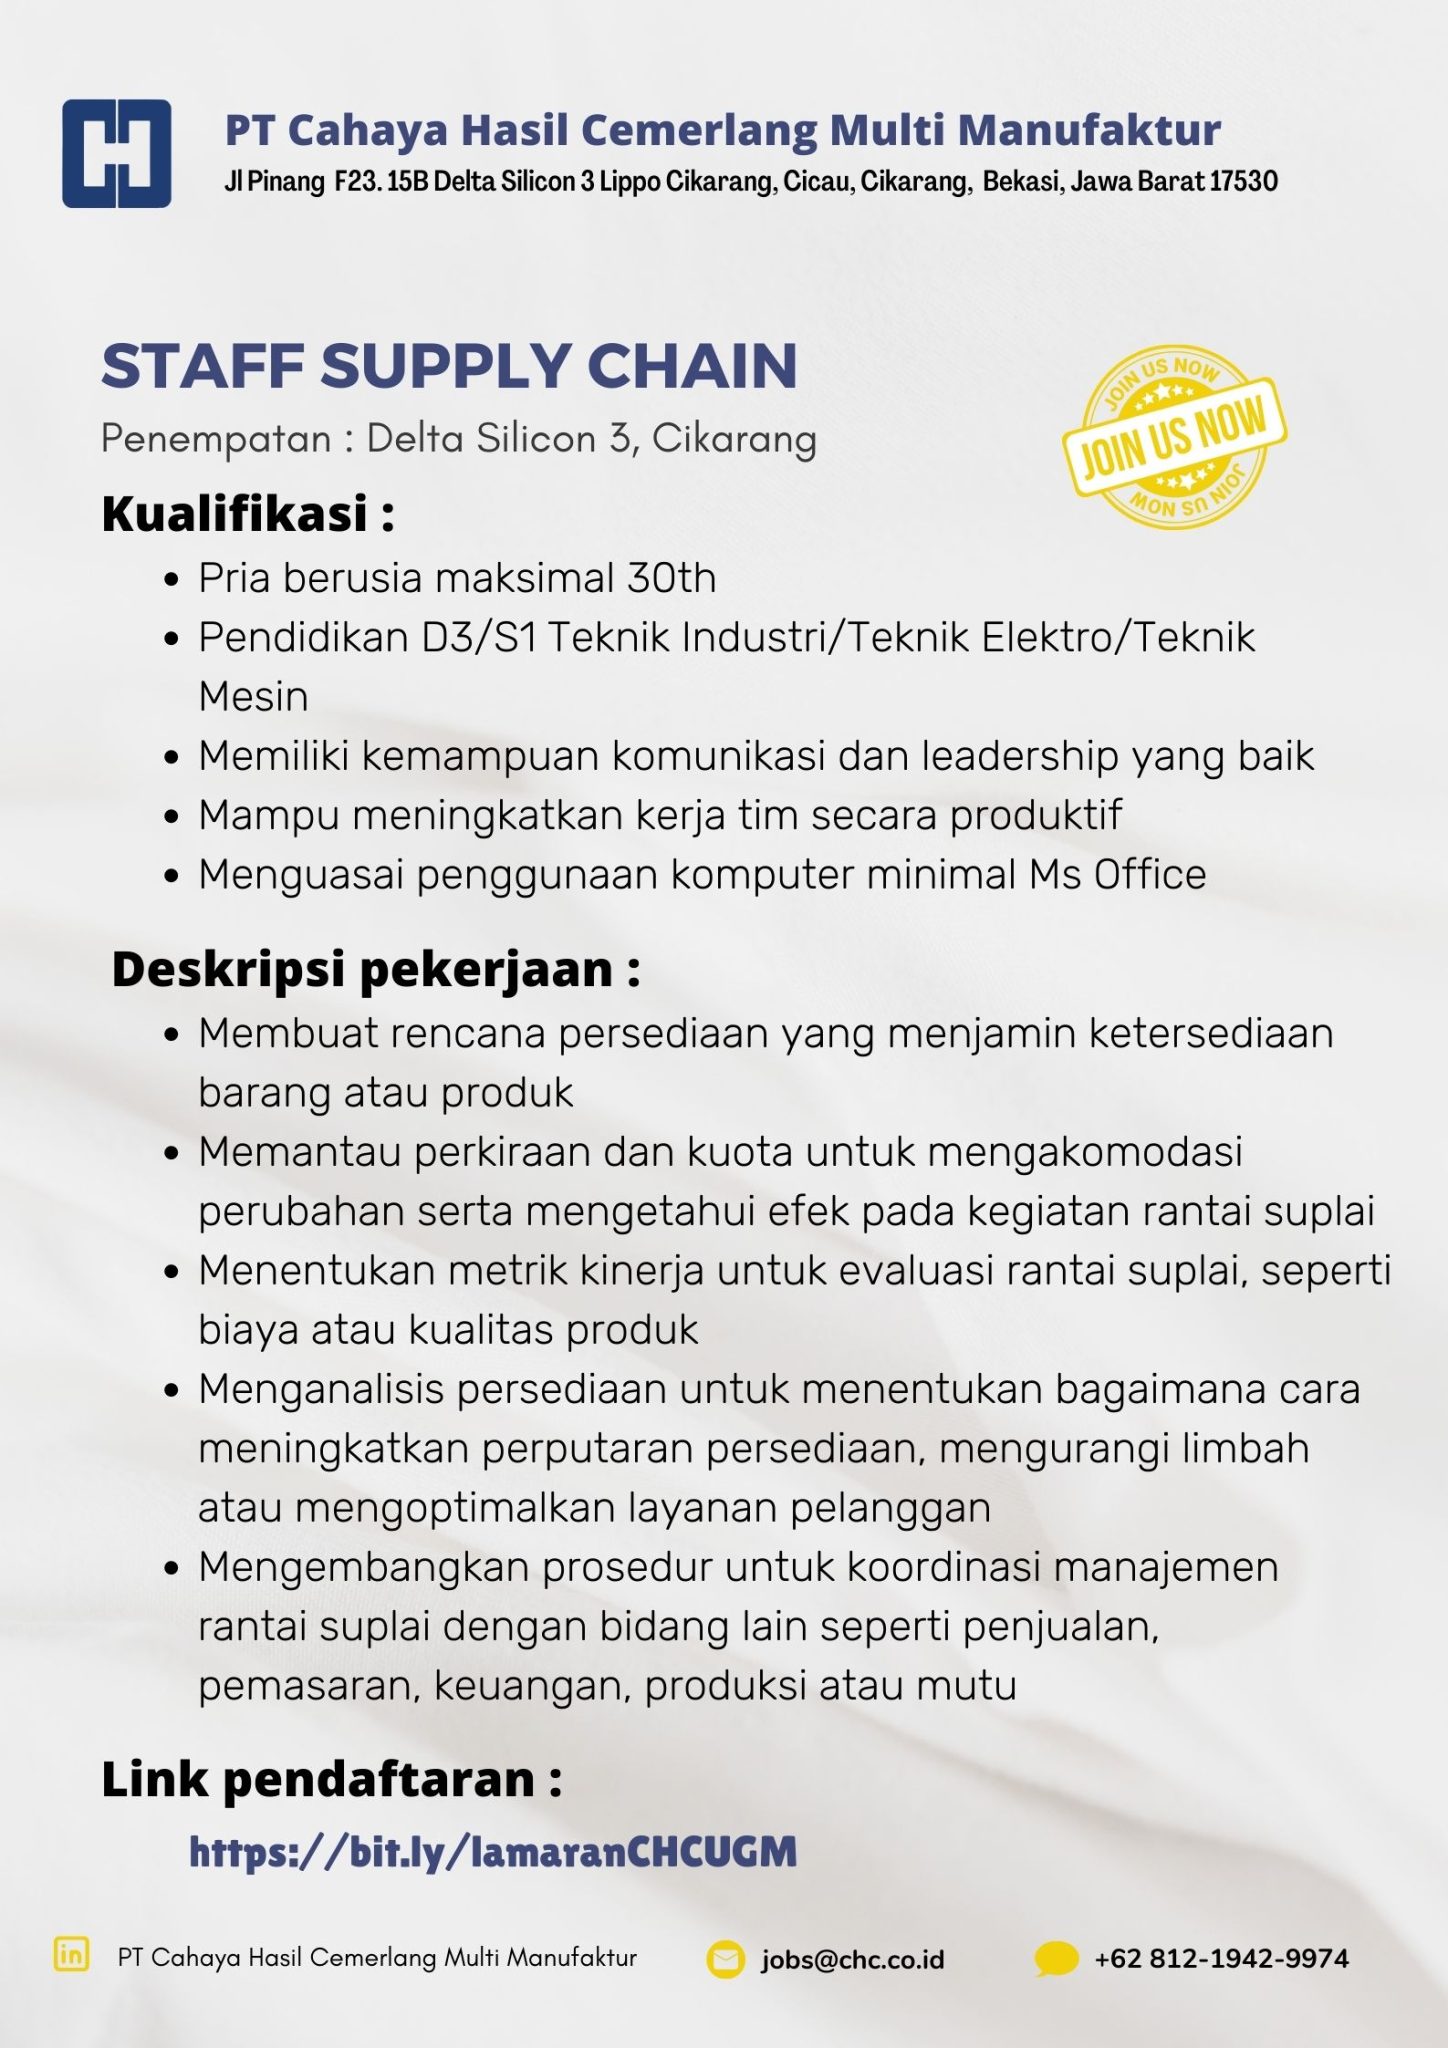 PT Cahaya Hasil Cemerlang Multi Manufaktur
Jl Pinang F23. 15B Delta Silicon 3 Lippo Cikarang, Cicau, Cikarang, Bekasi, Jawa Barat 17530
STAFF SUPPLY CHAIN
JOIN US NOW
JOIN US NOW
JOIN US NOW
Penempatan : Delta Silicon 3, Cikarang
Kualifikasi :
• Pria berusia maksimal 30th
• Pendidikan D3/S1 Teknik Industri/Teknik Elektro/Teknik
Mesin
• Memiliki kemampuan komunikasi dan leadership yang baik
• Mampu meningkatkan kerja tim secara produktif
• Menguasai penggunaan komputer minimal Ms Office
Deskripsi pekerjaan :
• Membuat rencana persediaan yang menjamin ketersediaan
barang atau produk
• Memantau perkiraan dan kuota untuk mengakomodasi
perubahan serta mengetahui efek pada kegiatan rantai suplai
• Menentukan metrik kinerja untuk evaluasi rantai suplai, seperti
biaya atau kualitas produk
• Menganalisis persediaan untuk menentukan bagaimana cara
meningkatkan perputaran persediaan, mengurangi limbah
atau mengoptimalkan layanan pelanggan
• Mengembangkan prosedur untuk koordinasi manajemen
rantai suplai dengan bidang lain seperti penjualan,
pemasaran, keuangan, produksi atau mutu
Link pendaftaran :
https://bit.ly/lamaranCHCUGM
in PT Cahaya Hasil Cemerlang Multi Manufaktur
jobs@chc.co.id
+62 812-1942-9974